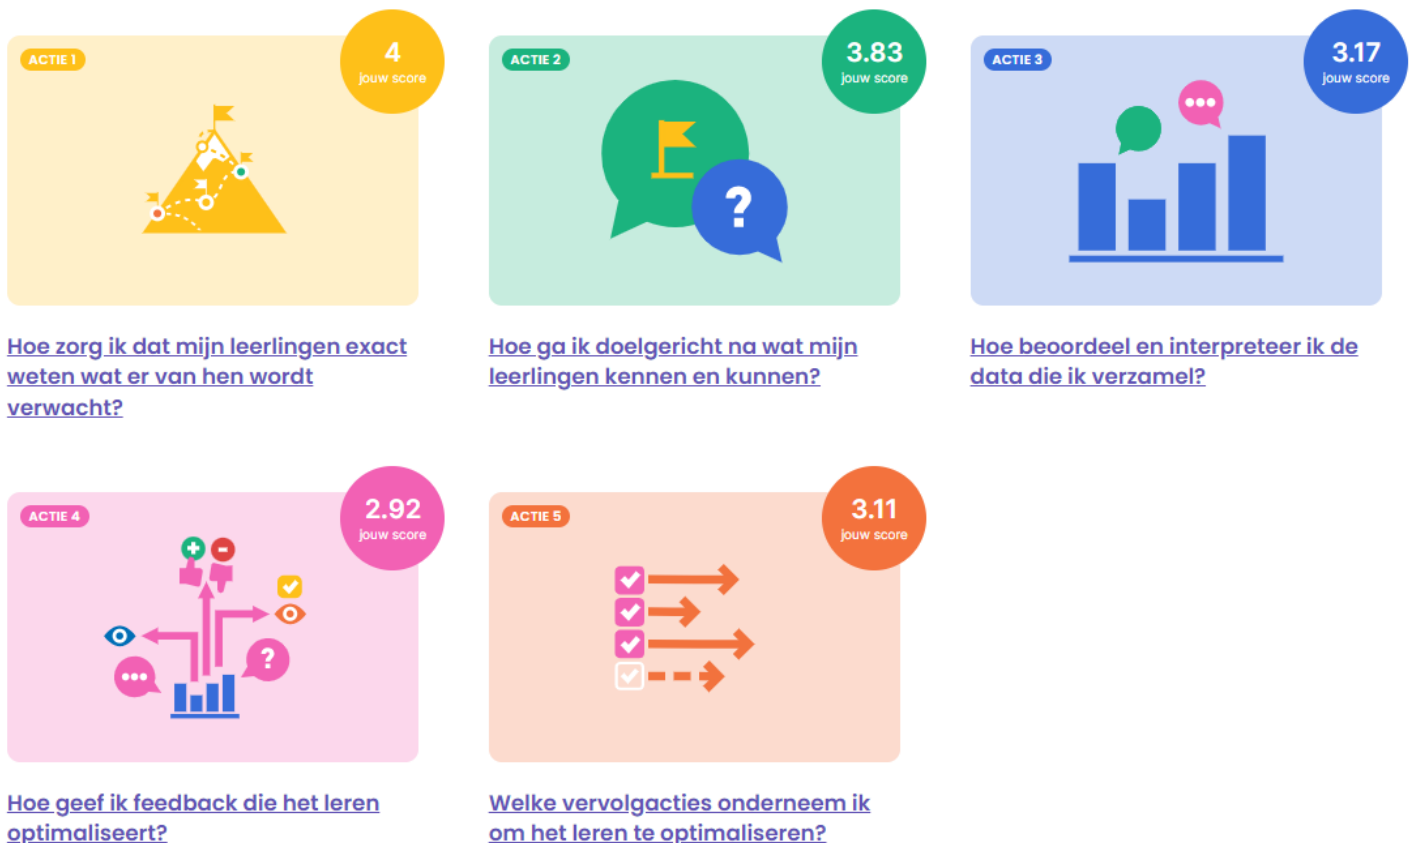 ACTIE 1
4
jouw score
Hoe zorg ik dat mijn leerlingen exact
weten wat er van hen wordt
verwacht?
ACTIE 2
3.83
jouw score
?
Hoe ga ik doelgericht na wat mijn
leerlingen kennen en kunnen?
ACTIE 3
3.17
jouw score
Hoe beoordeel en interpreteer ik de
data die ik verzamel?
ACTIE 4
2.92
jouw score
?
Hoe geef ik feedback die het leren
optimaliseert?
ACTIE 5
3.11
jouw score
Welke vervolgacties onderneem ik
om het leren te optimaliseren?